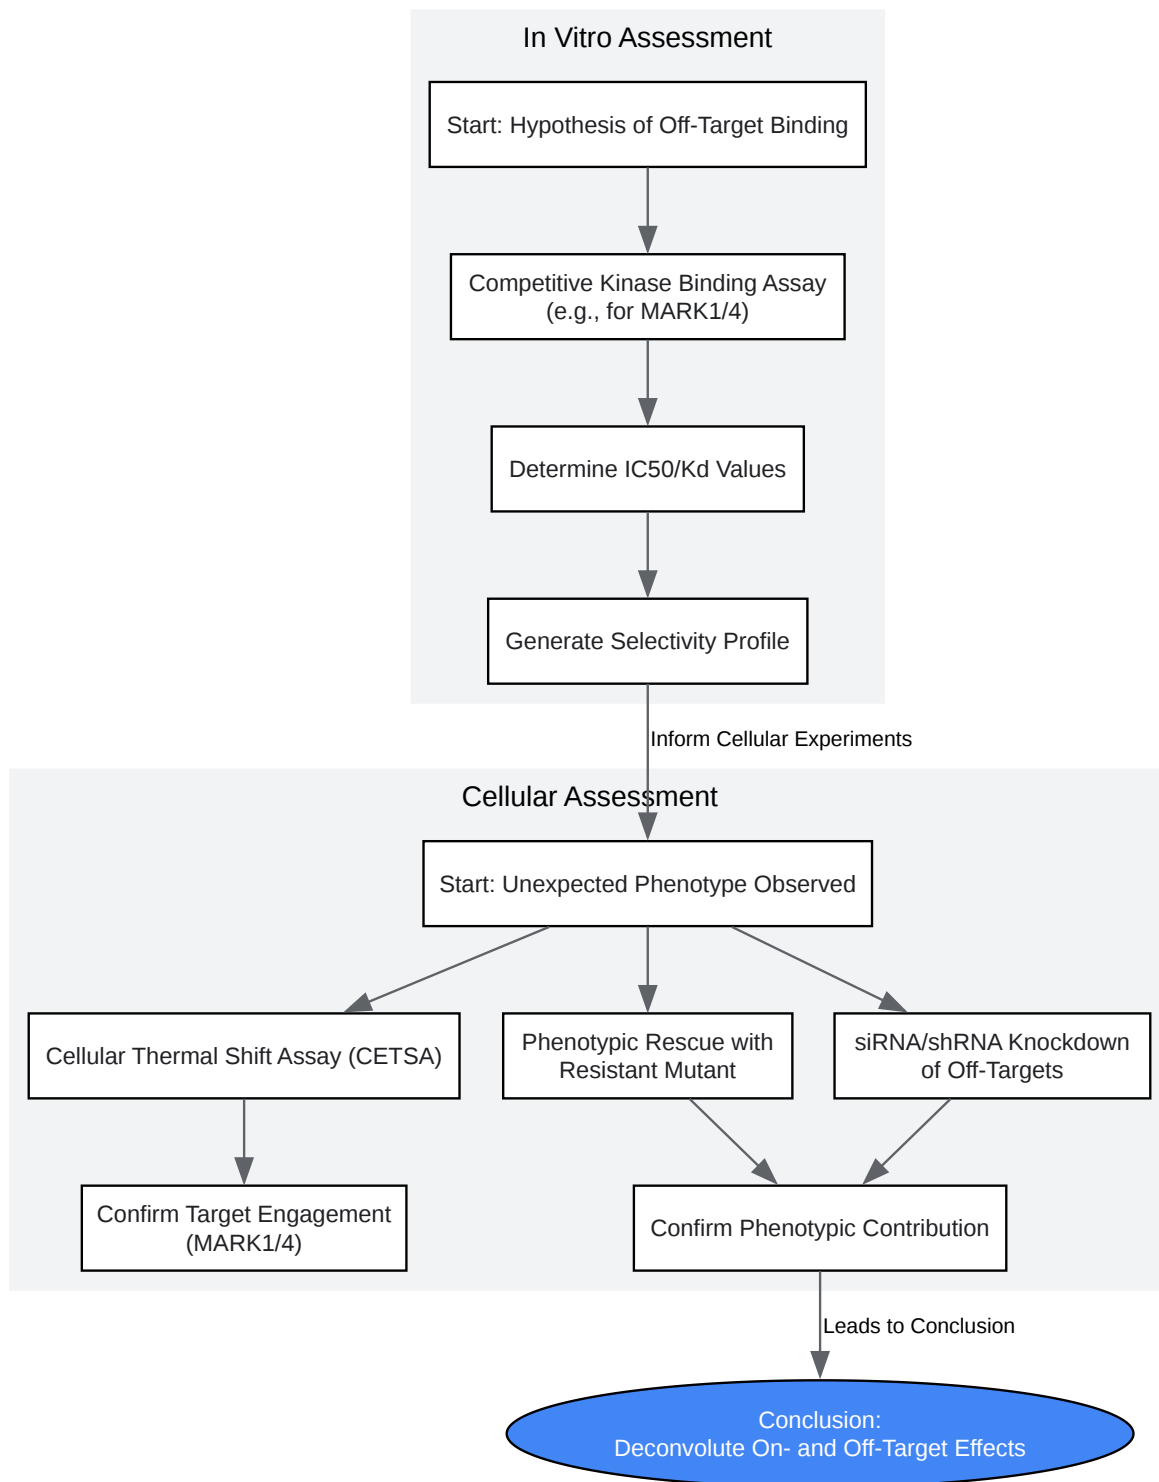 In Vitro Assessment
Start: Hypothesis of Off-Target Binding
Competitive Kinase Binding Assay
(e.g., for MARK1/4)
Determine IC50/Kd Values
Generate Selectivity Profile
Inform Cellular Experiments
Cellular Assessment
Start: Unexpected Phenotype Observed
Cellular Thermal Shift Assay (CETSA)
Phenotypic Rescue with
Resistant Mutant
siRNA/shRNA Knockdown
of Off-Targets
Confirm Target Engagement
(MARK1/4)
Confirm Phenotypic Contribution
Leads to Conclusion
Conclusion:
Deconvolute On- and Off-Target Effects